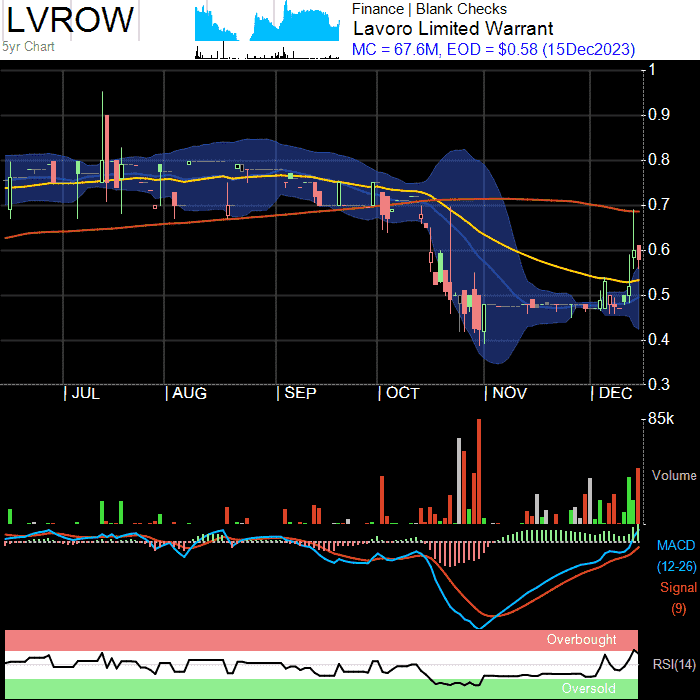 LVROW
5yr Chart
Finance | Blank Checks
Lavoro Limited Warrant
MC = 67.6M, EOD = $0.58 (15Dec2023)
1
0.9
0.8
0.7
0.6
0.5
0.4
0.3
| JUL | AUG | SEP | OCT | NOV | DEC
85k
Volume
MACD
(12-26)
Signal
(9)
Overbought
RSI(14)
Oversold